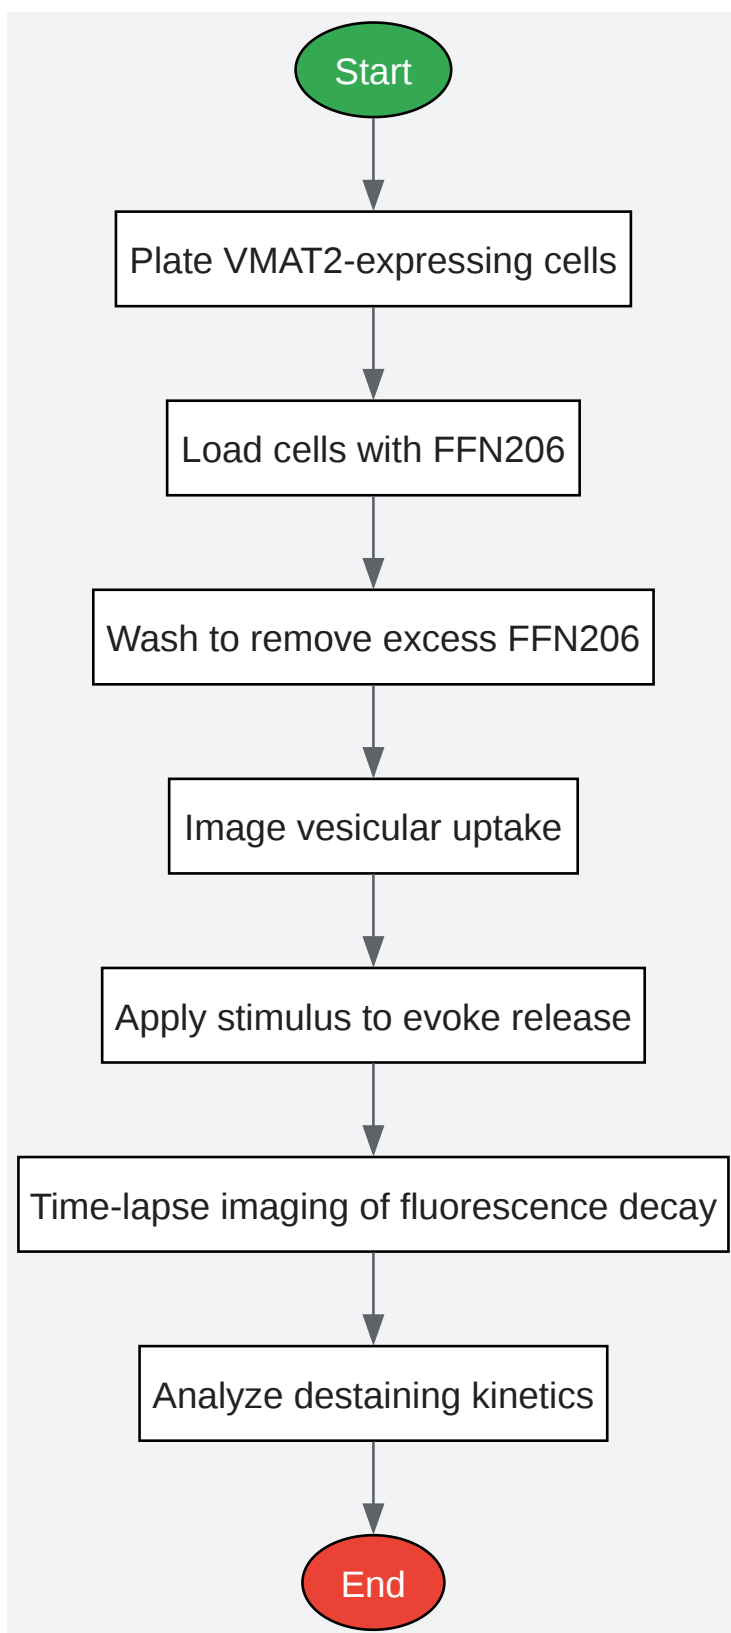 Start
Plate VMAT2-expressing cells
Load cells with FFN206
Wash to remove excess FFN206
Image vesicular uptake
Apply stimulus to evoke release
Time-lapse imaging of fluorescence decay
Analyze destaining kinetics
End